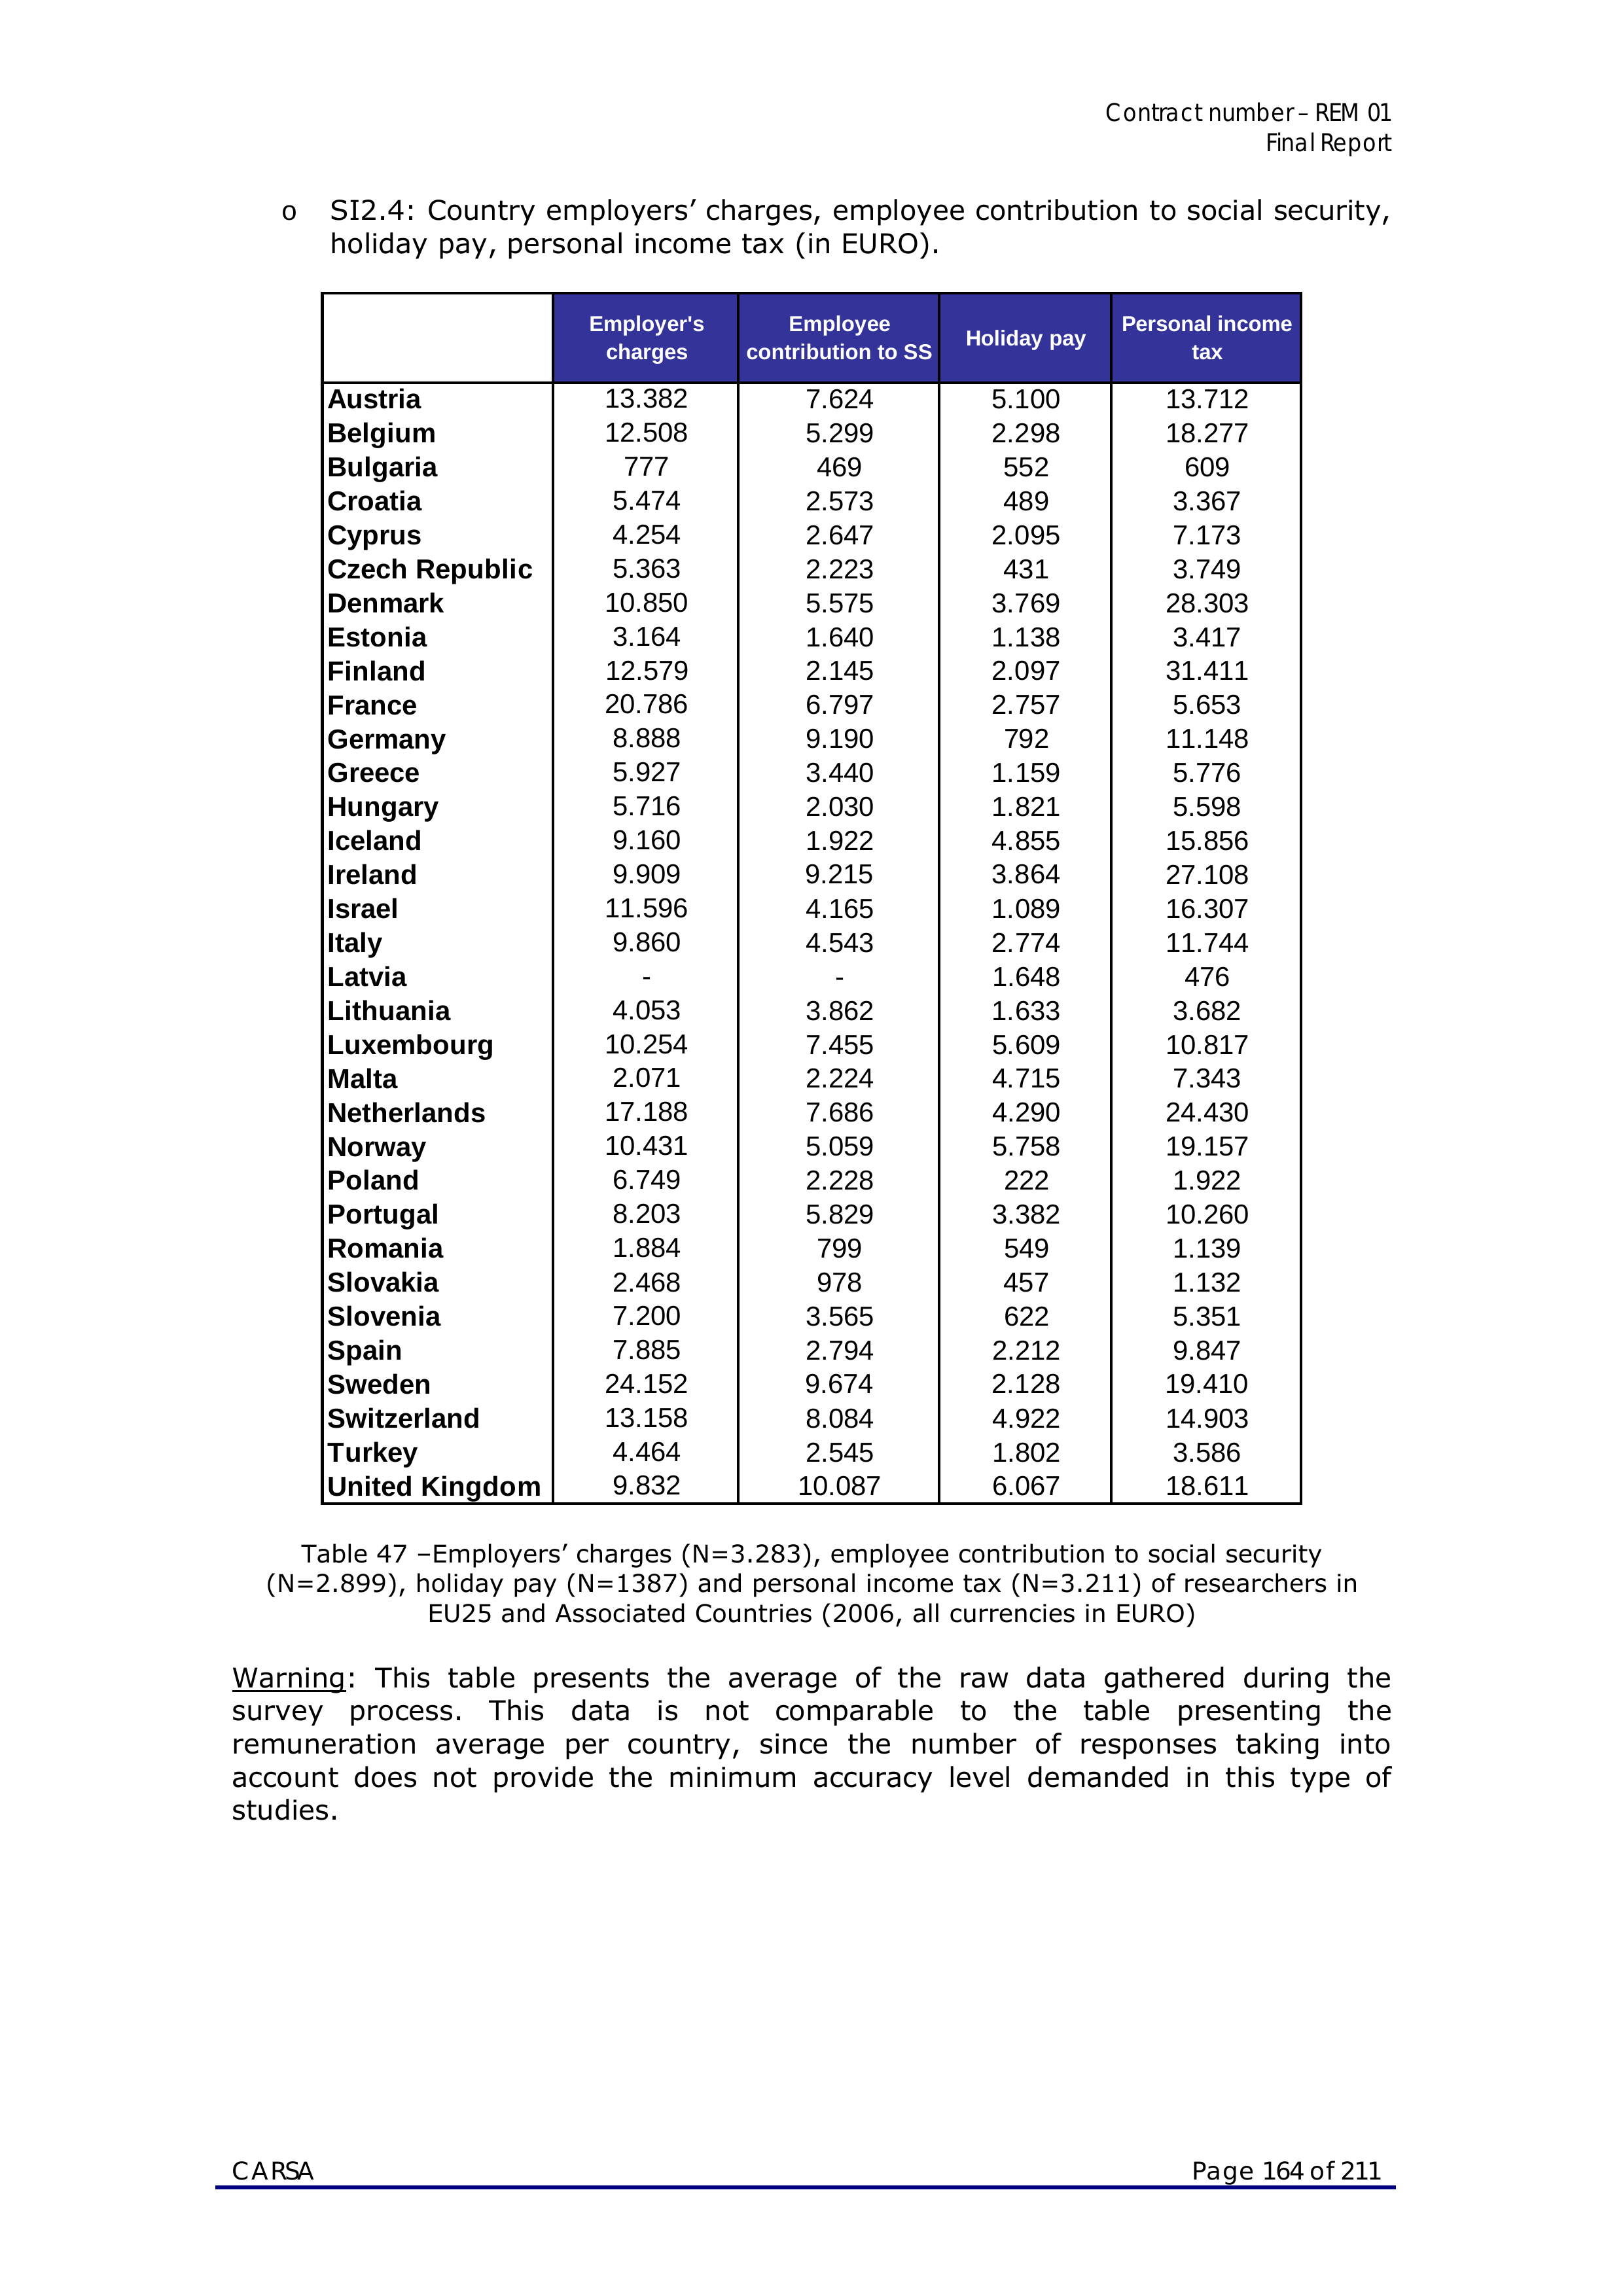 Contract number – REM 01
Final Report
o SI2.4: Country employers’ charges, employee contribution to social security,
holiday pay, personal income tax (in EURO).
Employer's charges Employee contribution to SS Holiday pay Personal income tax
Austria 13.382 7.624 5.100 13.712
Belgium 12.508 5.299 2.298 18.277
Bulgaria 777 469 552 609
Croatia 5.474 2.573 489 3.367
Cyprus 4.254 2.647 2.095 7.173
Czech Republic 5.363 2.223 431 3.749
Denmark 10.850 5.575 3.769 28.303
Estonia 3.164 1.640 1.138 3.417
Finland 12.579 2.145 2.097 31.411
France 20.786 6.797 2.757 5.653
Germany 8.888 9.190 792 11.148
Greece 5.927 3.440 1.159 5.776
Hungary 5.716 2.030 1.821 5.598
Iceland 9.160 1.922 4.855 15.856
Ireland 9.909 9.215 3.864 27.108
Israel 11.596 4.165 1.089 16.307
Italy 9.860 4.543 2.774 11.744
Latvia - - 1.648 476
Lithuania 4.053 3.862 1.633 3.682
Luxembourg 10.254 7.455 5.609 10.817
Malta 2.071 2.224 4.715 7.343
Netherlands 17.188 7.686 4.290 24.430
Norway 10.431 5.059 5.758 19.157
Poland 6.749 2.228 222 1.922
Portugal 8.203 5.829 3.382 10.260
Romania 1.884 799 549 1.139
Slovakia 2.468 978 457 1.132
Slovenia 7.200 3.565 622 5.351
Spain 7.885 2.794 2.212 9.847
Sweden 24.152 9.674 2.128 19.410
Switzerland 13.158 8.084 4.922 14.903
Turkey 4.464 2.545 1.802 3.586
United Kingdom 9.832 10.087 6.067 18.611
Table 47 –Employers’ charges (N=3.283), employee contribution to social security
(N=2.899), holiday pay (N=1387) and personal income tax (N=3.211) of researchers in
EU25 and Associated Countries (2006, all currencies in EURO)
Warning: This table presents the average of the raw data gathered during the
survey process. This data is not comparable to the table presenting the
remuneration average per country, since the number of responses taking into
account does not provide the minimum accuracy level demanded in this type of
studies.
CARSA Page 164 of 211